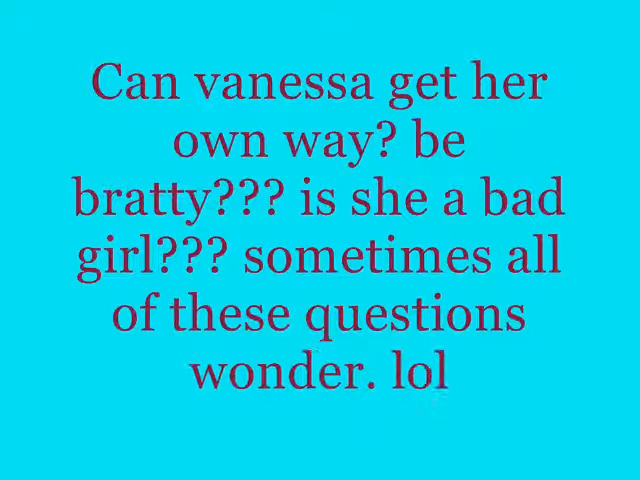 Can vanessa get her
own way? be
bratty??? is she a bad
girl??? sometimes all
of these questions
wonder. lol